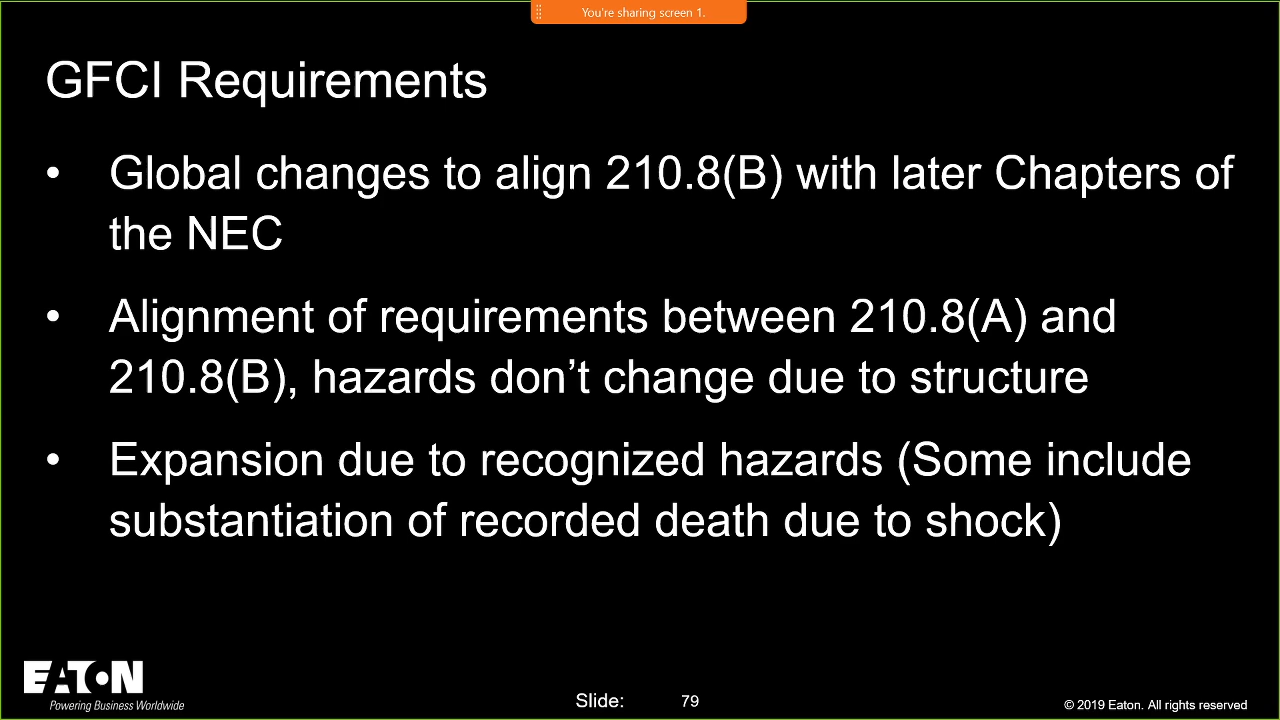 You're sharing screen 1.
GFCI Requirements
• Global changes to align 210.8(B) with later Chapters of
the NEC
• Alignment of requirements between 210.8(A) and
210.8(B), hazards don’t change due to structure
• Expansion due to recognized hazards (Some include
substantiation of recorded death due to shock)
EATON
Powering Business Worldwide
Slide: 79
© 2019 Eaton. All rights reserved